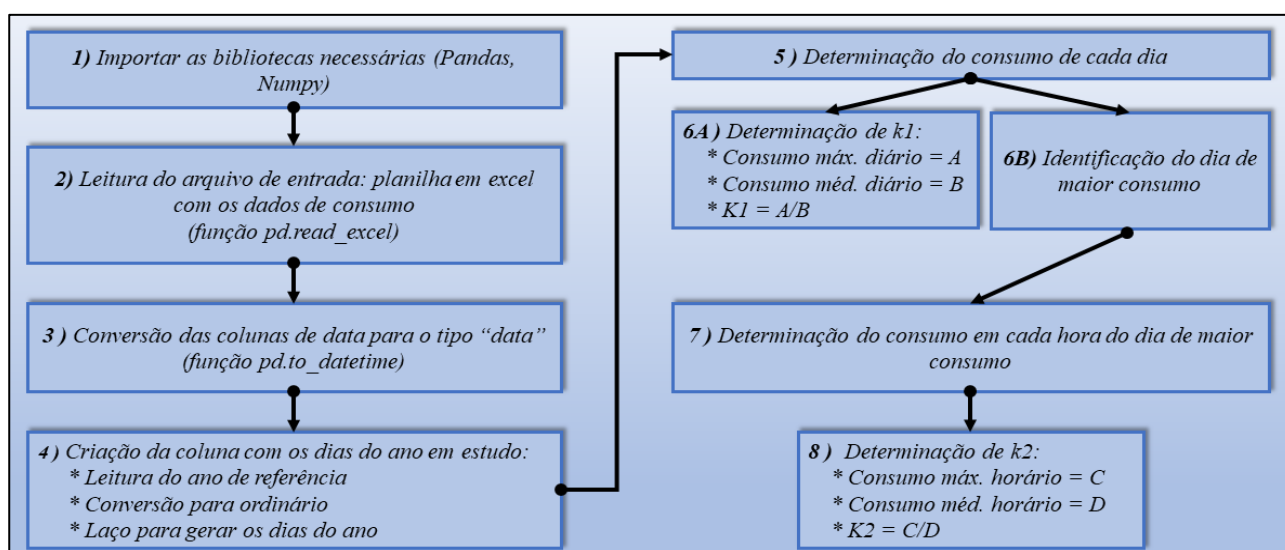 1) Importar as bibliotecas necessárias (Pandas,
Numpy)
2) Leitura do arquivo de entrada: planilha em excel
com os dados de consumo
(função pd.read_excel)
3 ) Conversão das colunas de data para o tipo “data”
(função pd.to_datetime)
4 ) Criação da coluna com os dias do ano em estudo:
* Leitura do ano de referência
* Conversão para ordinário
* Laço para gerar os dias do ano
5 ) Determinação do consumo de cada dia
6A ) Determinação de k1:
* Consumo máx. diário = A
* Consumo méd. diário = B
* K1 = A/B
6B) Identificação do dia de
maior consumo
7 ) Determinação do consumo em cada hora do dia de maior
consumo
8 ) Determinação de k2:
* Consumo máx. horário = C
* Consumo méd. horário = D
* K2 = C/D